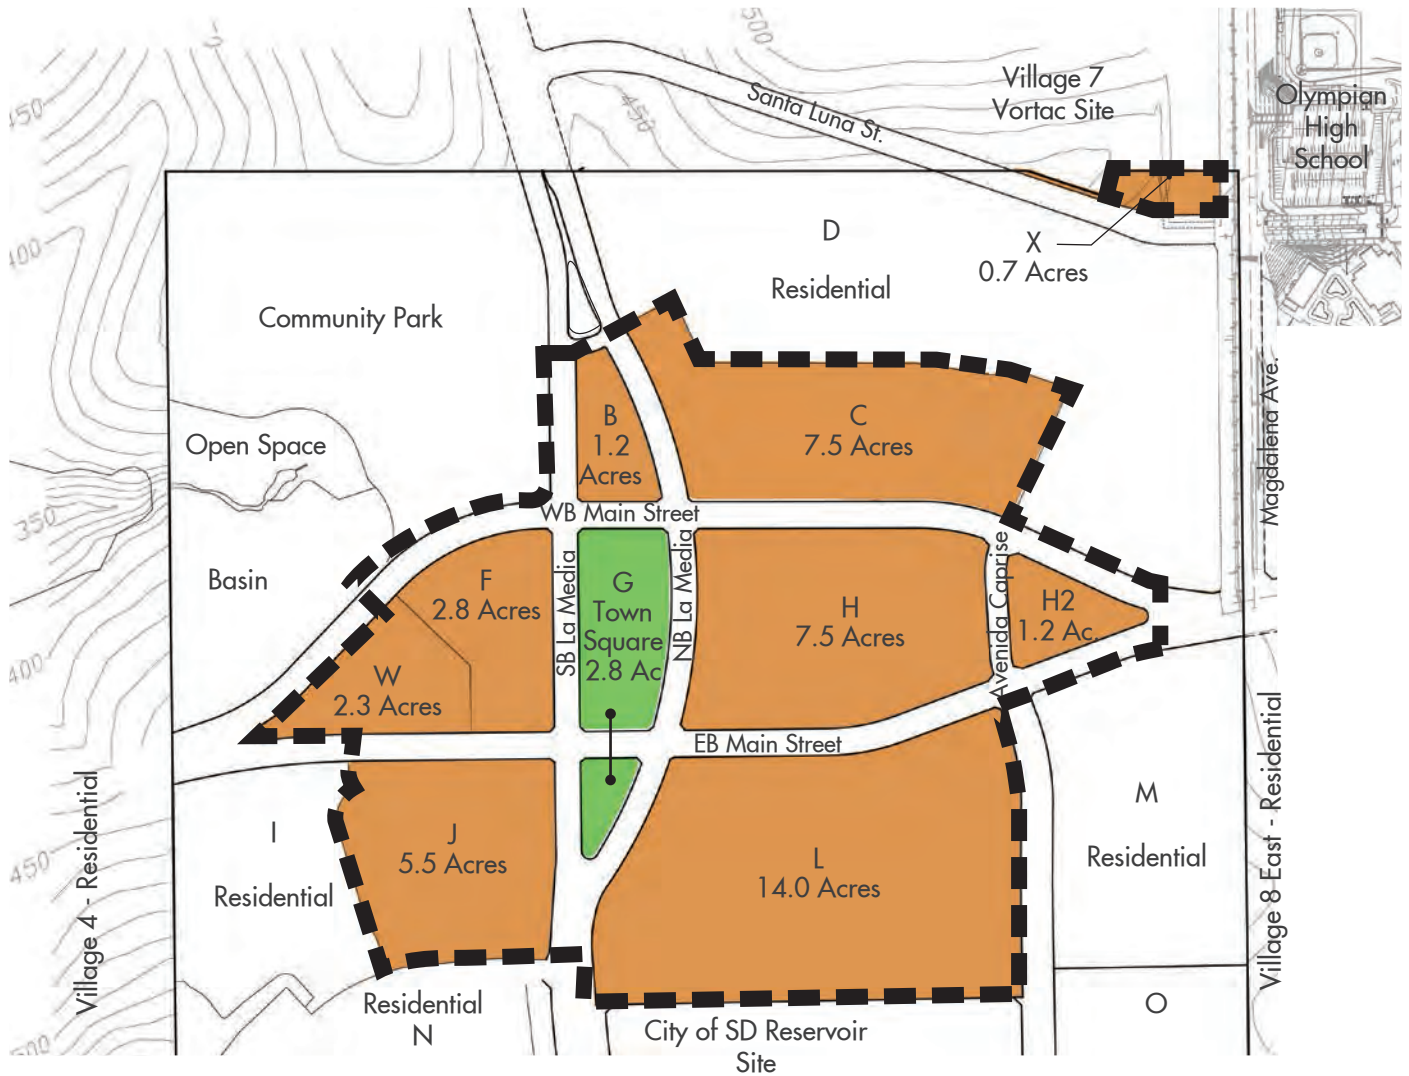 500
450
450
Village 7
Vortac Site
Santa Luna St.
Olympian
High
School
400
D
Residential
X
0.7 Acres
Community Park
Magdalena Ave.
B
1.2
Acres
C
7.5 Acres
Open Space
350
WB Main Street
Basin
F
2.8 Acres
SB La Media
G
Town
Square
2.8 Ac
NB La Media
H
7.5 Acres
Avenida Caprise
H2
1.2 Ac.
400
W
2.3 Acres
EB Main Street
Village 4 - Residential
Village 8 East - Residential
I
Residential
J
5.5 Acres
L
14.0 Acres
M
Residential
450
Residential
N
City of SD Reservoir
Site
O